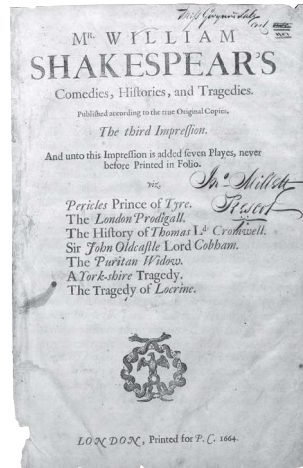 Mr. WILLIAM
SHAKESPEAR'S
Comedies, Hiſtories, and Tragedies.
Publiſhed according to the true Original Copies.
The third Impreſſion.
And unto this Impreſſion is added ſeven Playes, never
before Printed in Folio.
viz.
Pericles Prince of Tyre.
The London Prodigall.
The Hiſtory of Thomas Ld. Cromwell.
Sir John Oldcaſtle Lord Cobham.
The Puritan Widow.
A York-shire Tragedy.
The Tragedy of Locrine.
LONDON, Printed for P. C. 1664.